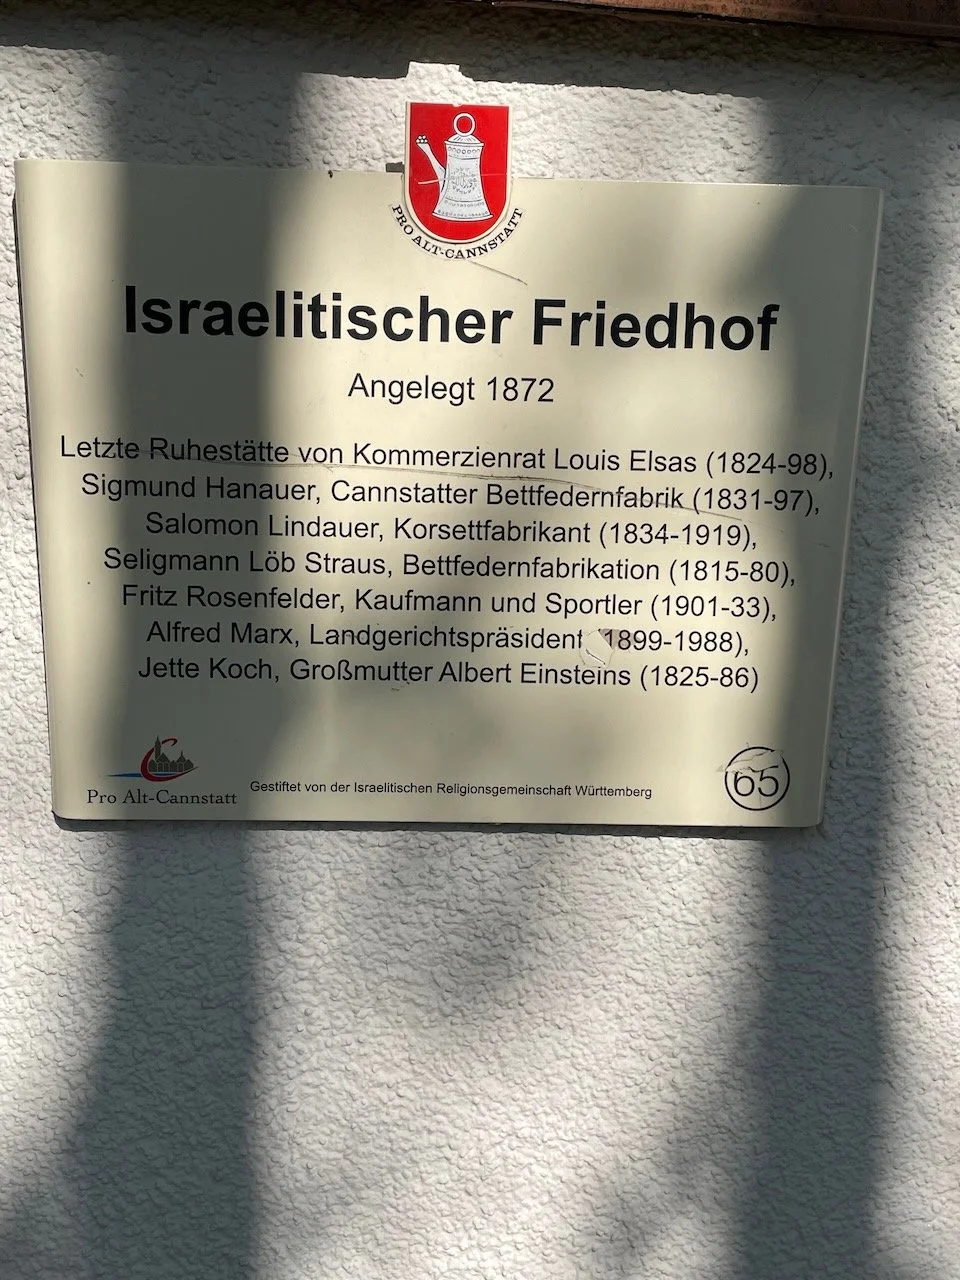 PRO ALT-CANNSTATT
Israelitischer Friedhof
Angelegt 1872
Letzte Ruhestätte von Kommerzienrat Louis Elsas (1824-98),
Sigmund Hanauer, Cannstatter Bettfedernfabrik (1831-97),
Salomon Lindauer, Korsettfabrikant (1834-1919),
Seligmann Löb Straus, Bettfedernfabrikation (1815-80),
Fritz Rosenfelder, Kaufmann und Sportler (1901-33),
Alfred Marx, Landgerichtspräsident 1899-1988),
Jette Koch, Großmutter Albert Einsteins (1825-86)
Pro Alt-Cannstatt
Gestiftet von der Israelitischen Religionsgemeinschaft Württemberg
65